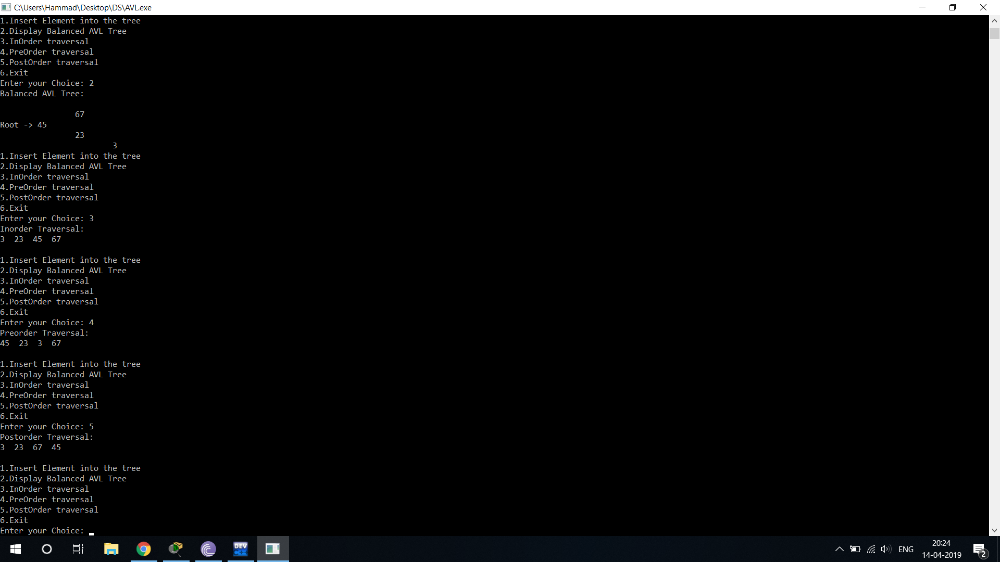 C:\Users\Hammad\Desktop\DS\AVL.exe
1.Insert Element into the tree
2.Display Balanced AVL Tree
3.InOrder traversal
4.PreOrder traversal
5.PostOrder traversal
6.Exit
Enter your Choice: 2
Balanced AVL Tree:
67
Root -> 45
23
3
1.Insert Element into the tree
2.Display Balanced AVL Tree
3.InOrder traversal
4.PreOrder traversal
5.PostOrder traversal
6.Exit
Enter your Choice: 3
Inorder Traversal:
3  23  45  67
1.Insert Element into the tree
2.Display Balanced AVL Tree
3.InOrder traversal
4.PreOrder traversal
5.PostOrder traversal
6.Exit
Enter your Choice: 4
Preorder Traversal:
45  23  3  67
1.Insert Element into the tree
2.Display Balanced AVL Tree
3.InOrder traversal
4.PreOrder traversal
5.PostOrder traversal
6.Exit
Enter your Choice: 5
Postorder Traversal:
3  23  67  45
1.Insert Element into the tree
2.Display Balanced AVL Tree
3.InOrder traversal
4.PreOrder traversal
5.PostOrder traversal
6.Exit
Enter your Choice:
DEV C++
ENG
20:24
14-04-2019
2